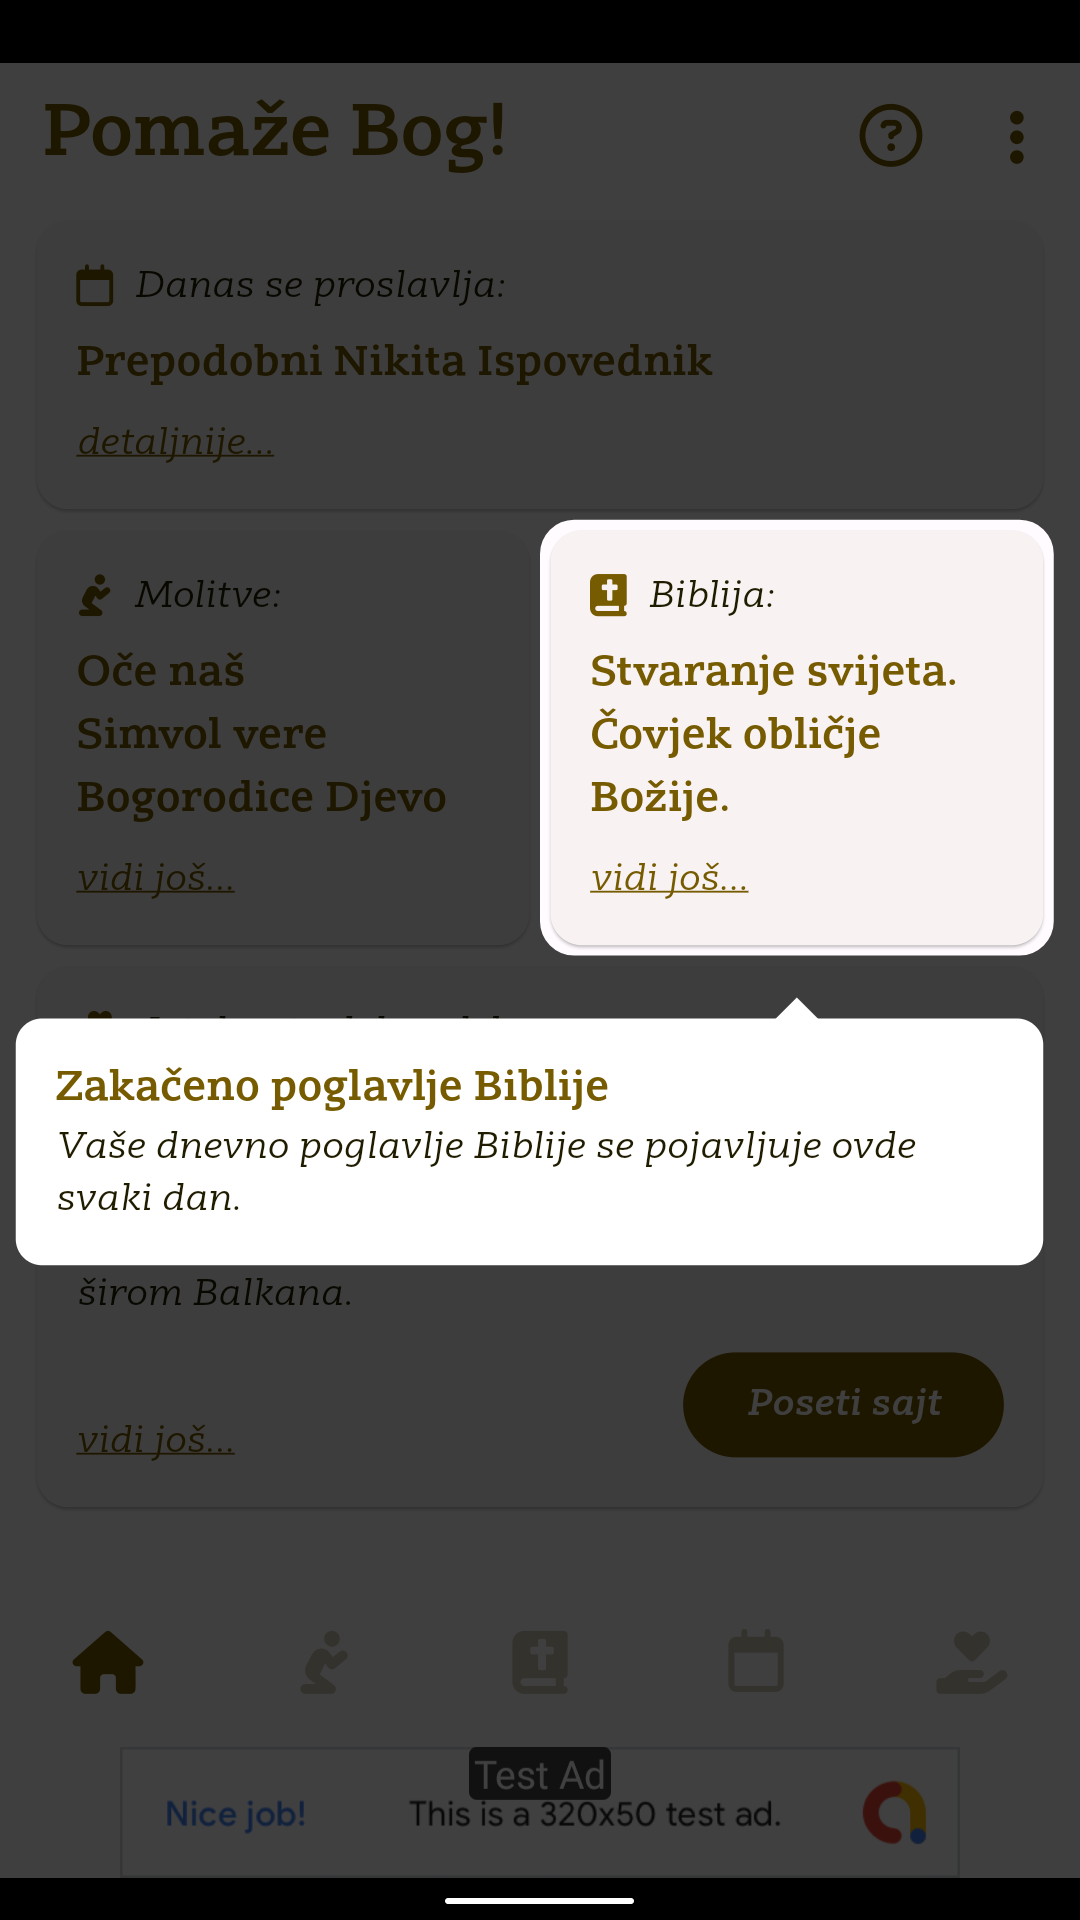 Pomaže Bog!
Danas se proslavlja:
Prepodobni Nikita Ispovednik
detaljnije...
Molitve:
Oče naš
Simvol vere
Bogorodice Djevo
vidi još...
Biblija:
Stvaranje svijeta.
Čovjek obličje
Božije.
vidi još...
Zakačeno poglavlje Biblije
Vaše dnevno poglavlje Biblije se pojavljuje ovde
svaki dan.
širom Balkana.
Poseti sajt
vidi još...
Test Ad
Nice job!
This is a 320x50 test ad.